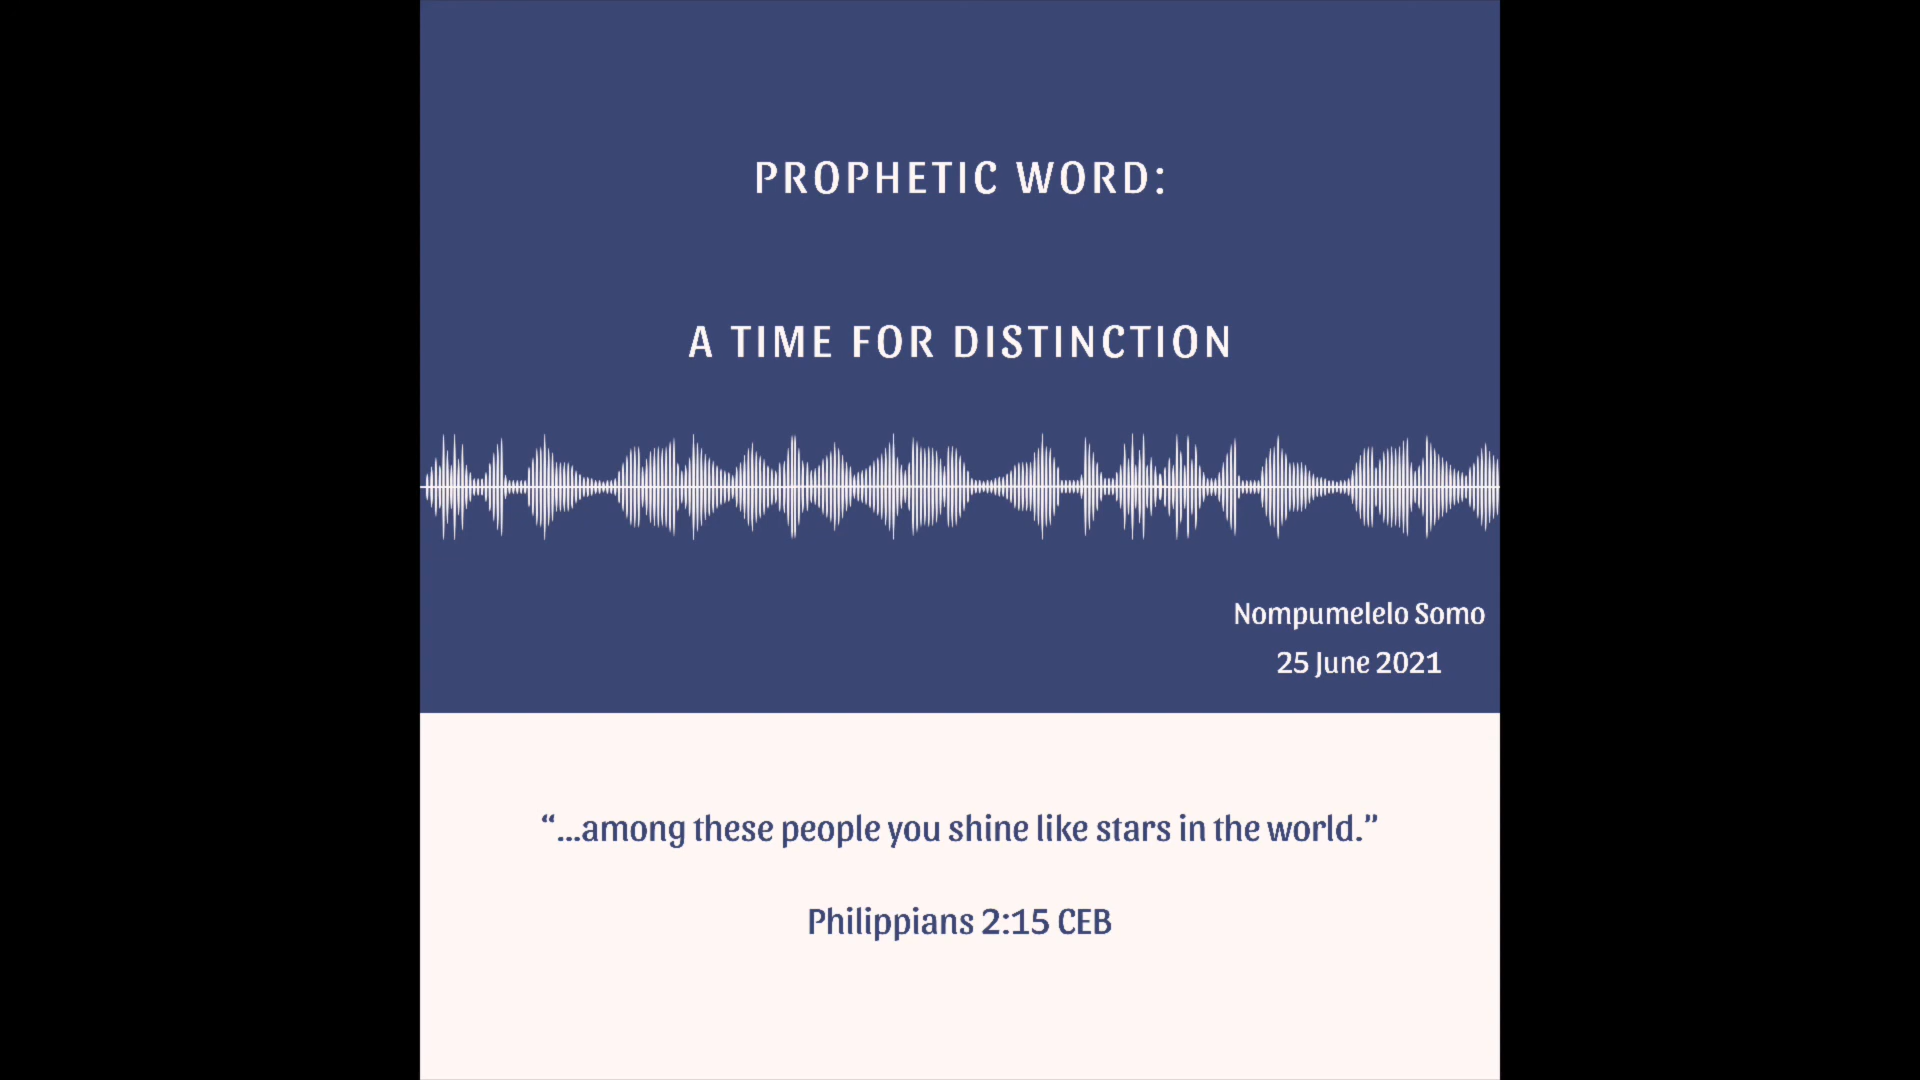 PROPHETIC WORD:
A TIME FOR DISTINCTION
Nompumelelo Somo
25 June 2021
“...among these people you shine like stars in the world.”
Philippians 2:15 CEB